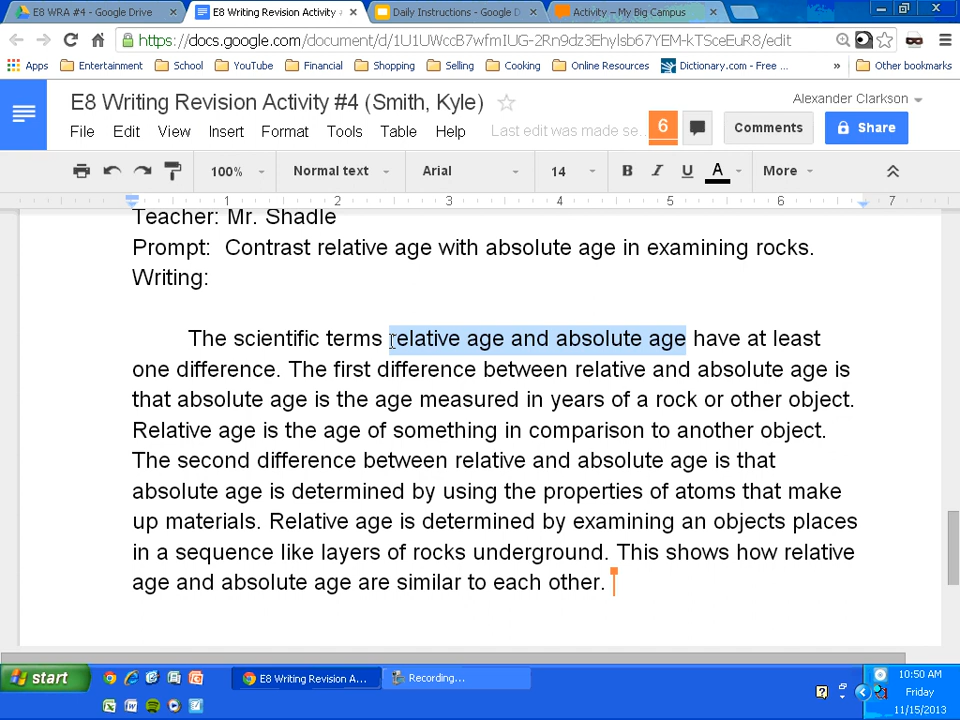 E8 WRA #4 - Google Drive
E8 Writing Revision Activity
Daily Instructions - Google D
Activity – My Big Campus
https://docs.google.com/document/d/1U1UWccB7wfmIUG-2Rn9dz3Ehylsb67YEM-kTSceEuR8/edit
Apps Entertainment School YouTube Financial Shopping Selling Cooking Online Resources Dictionary.com - Free ... » Other bookmarks
E8 Writing Revision Activity #4 (Smith, Kyle)
Alexander Clarkson
File Edit View Insert Format Tools Table Help Last edit was made se... 6 Comments Share
100% Normal text Arial 14 B I U A More
1 2 3 4 5 6 7
Teacher: Mr. Shadle
Prompt: Contrast relative age with absolute age in examining rocks.
Writing:
The scientific terms relative age and absolute age have at least
one difference. The first difference between relative and absolute age is
that absolute age is the age measured in years of a rock or other object.
Relative age is the age of something in comparison to another object.
The second difference between relative and absolute age is that
absolute age is determined by using the properties of atoms that make
up materials. Relative age is determined by examining an objects places
in a sequence like layers of rocks underground. This shows how relative
age and absolute age are similar to each other.
start
E8 Writing Revision A...
Recording...
10:50 AM
Friday
11/15/2013